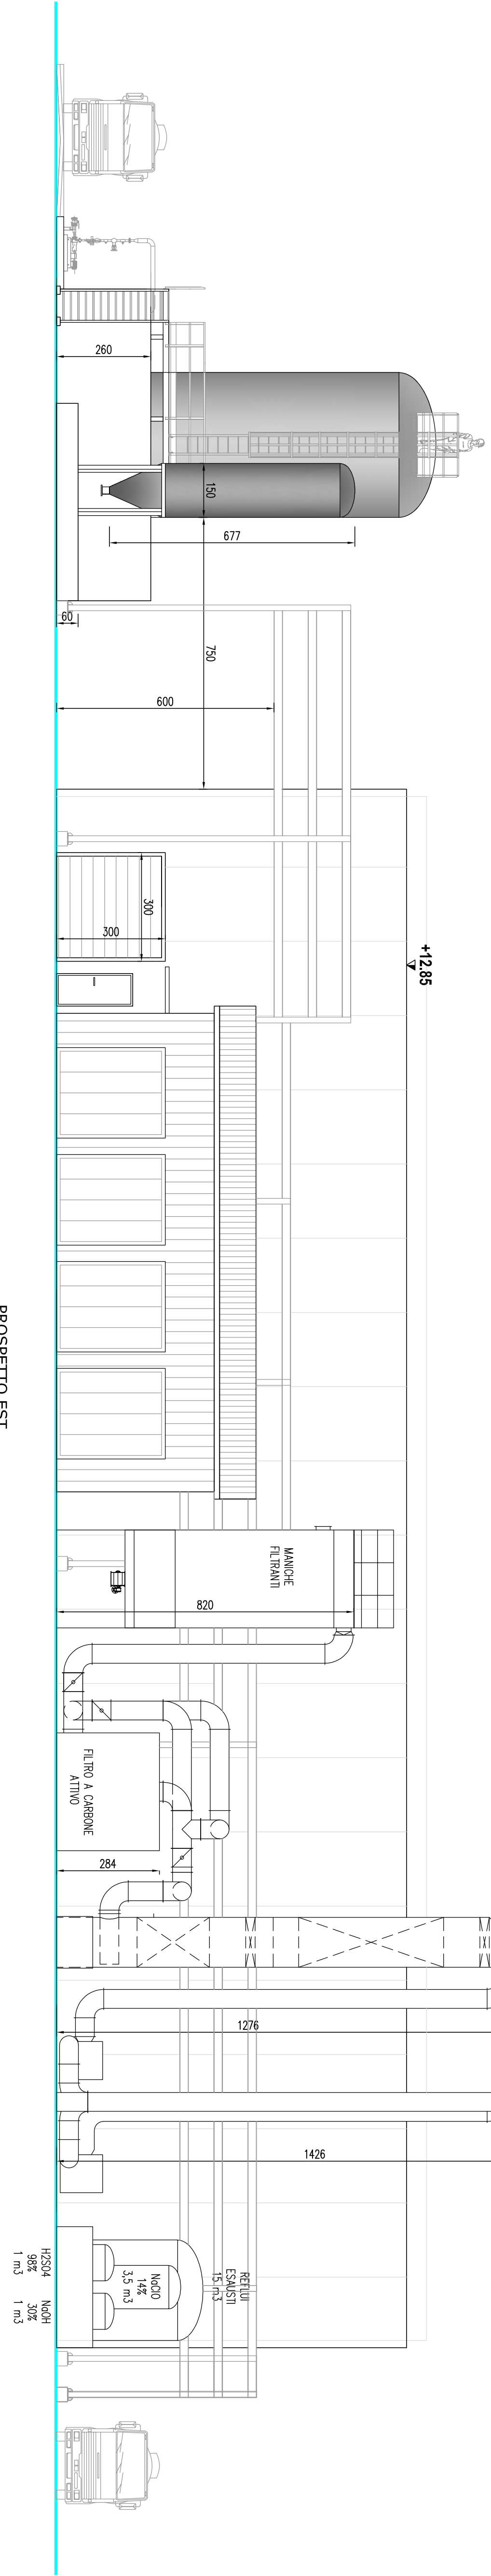 260
150
677
60
750
600
+12.85
300
300
MANICHE
FILTRANTI
820
FILTRO A CARBONE
ATTIVO
284
1276
1426
REFLUI
ESAUSTI
15 m3
NaClO
14%
3,5 m3
H2SO4
98%
1 m3
NaOH
30%
1 m3
PROSPETTO EST